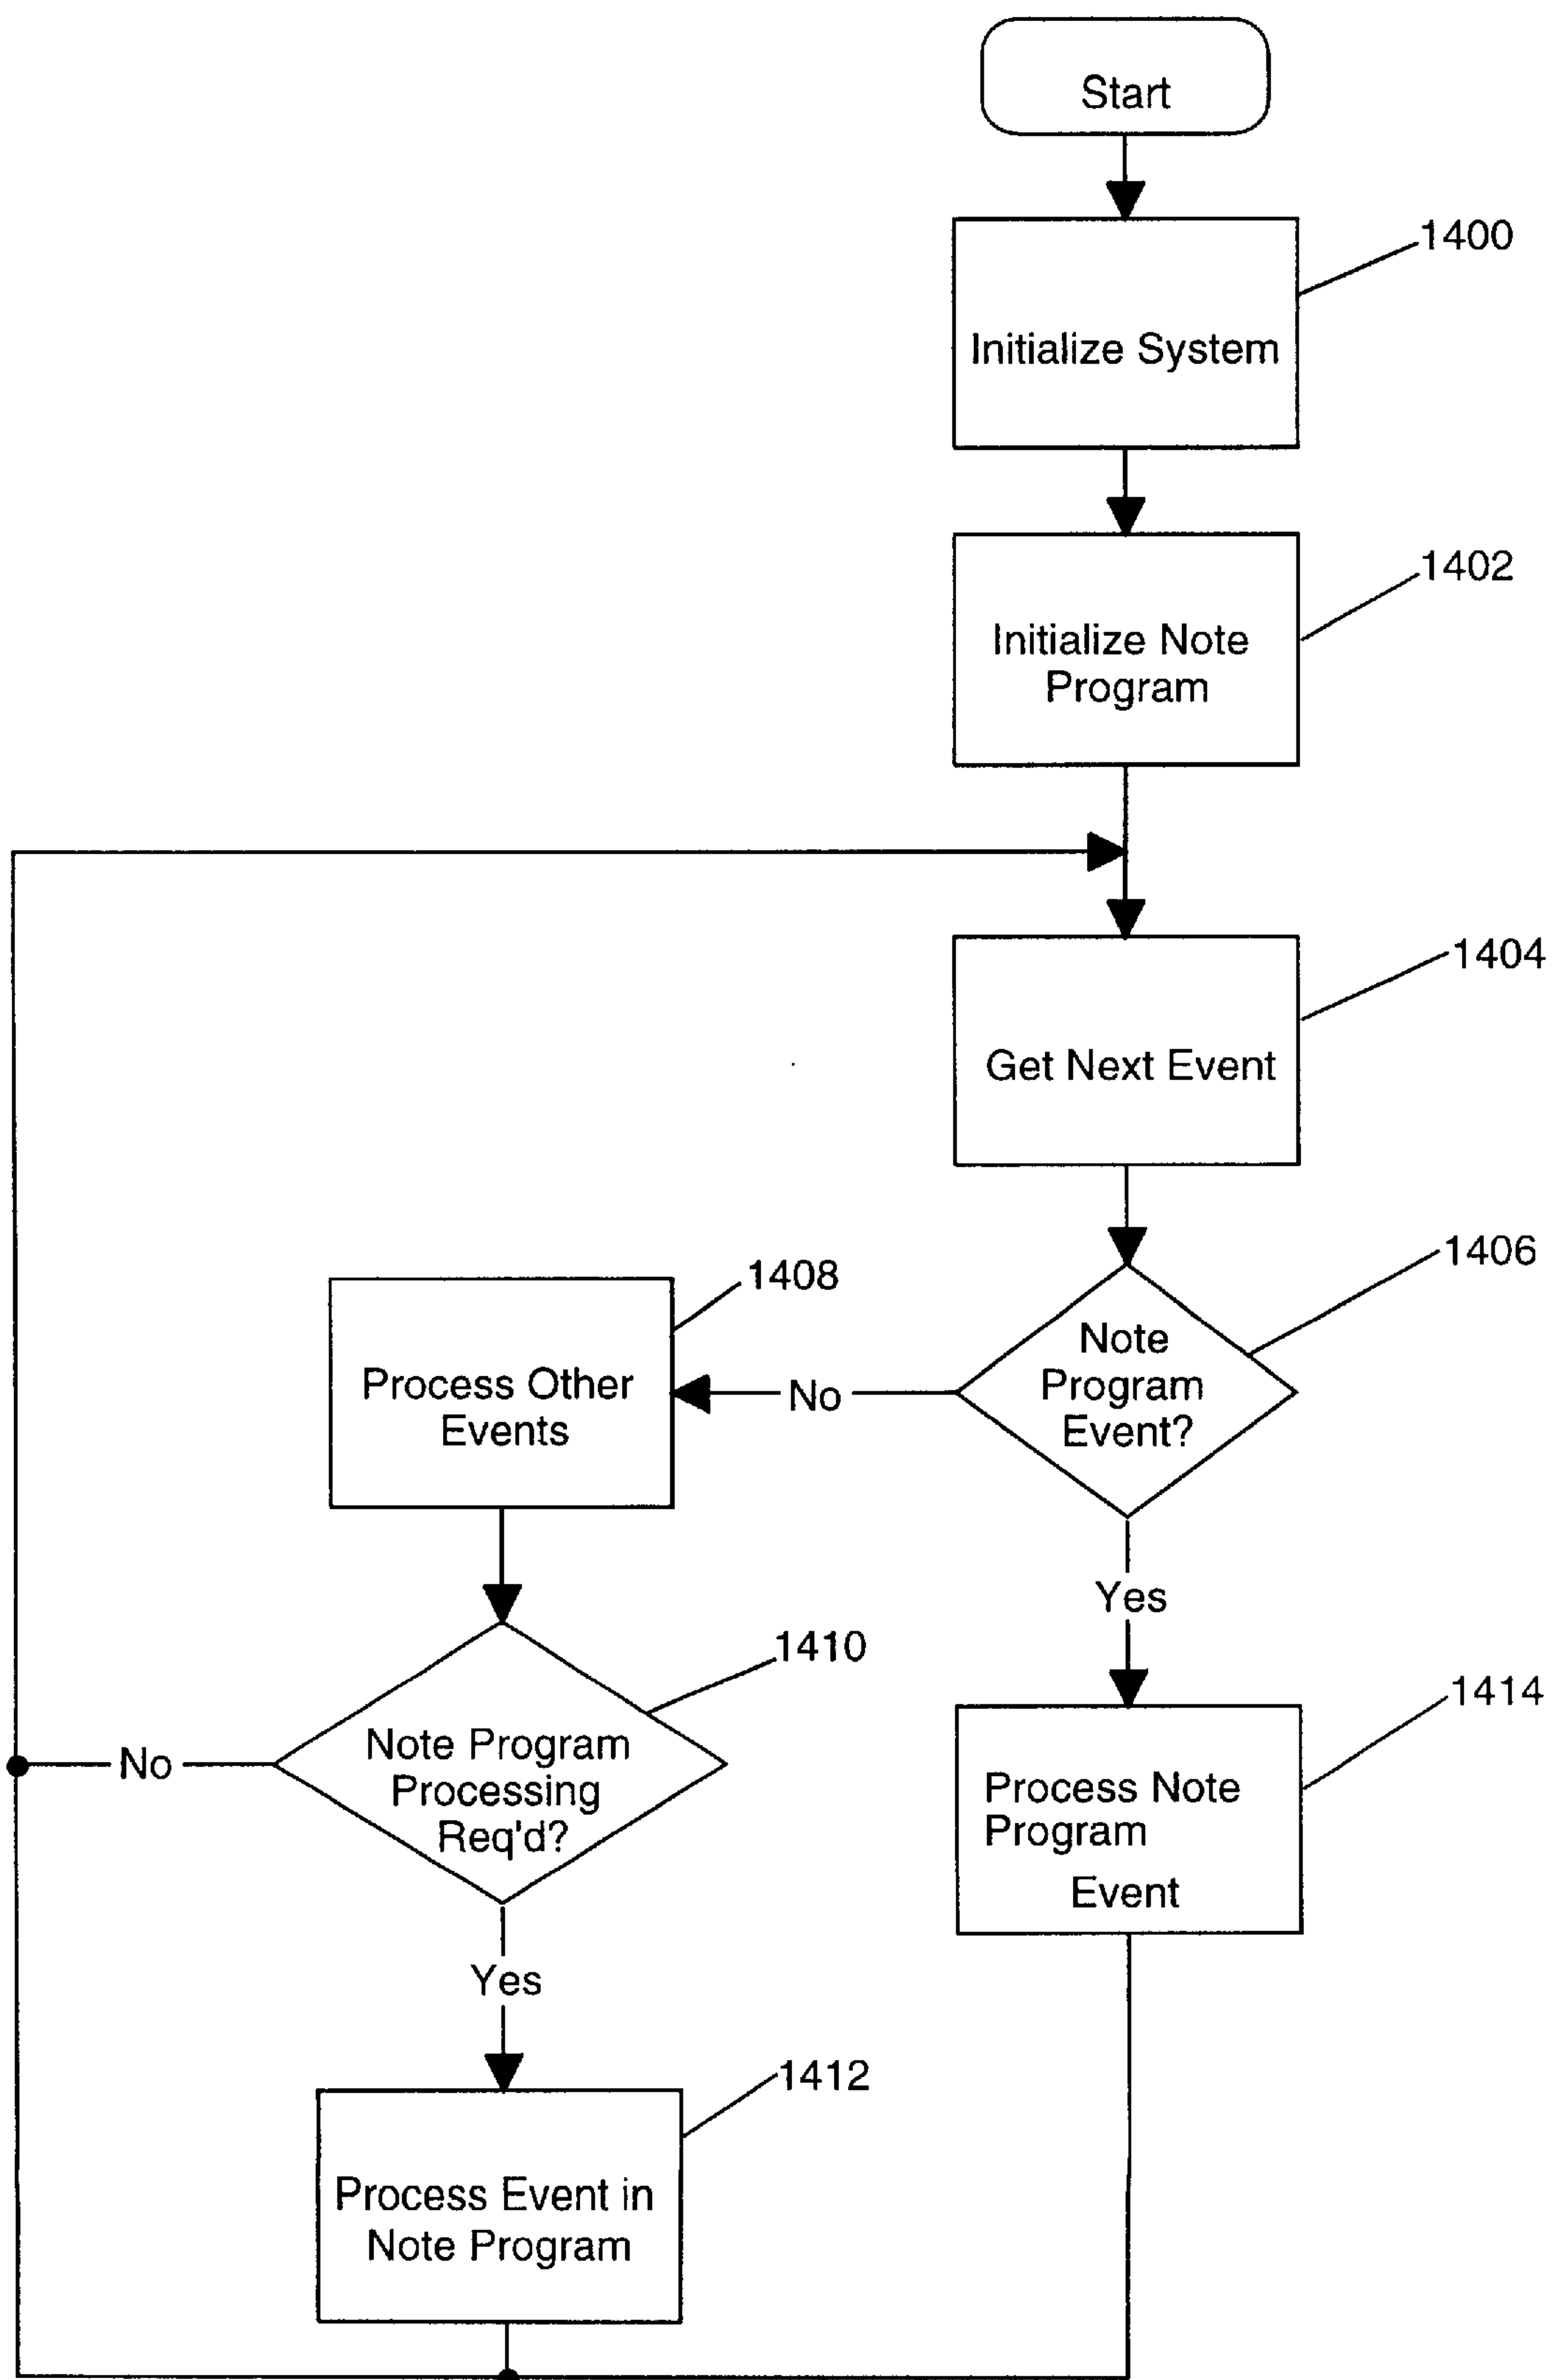 Start
1400
Initialize System
1402
Initialize Note
Program
1404
Get Next Event
1406
Note
Program
Event?
1408
Process Other
Events
No
Yes
1410
Note Program
Processing
Req'd?
No
1414
Process Note
Program
Event
Yes
1412
Process Event in
Note Program